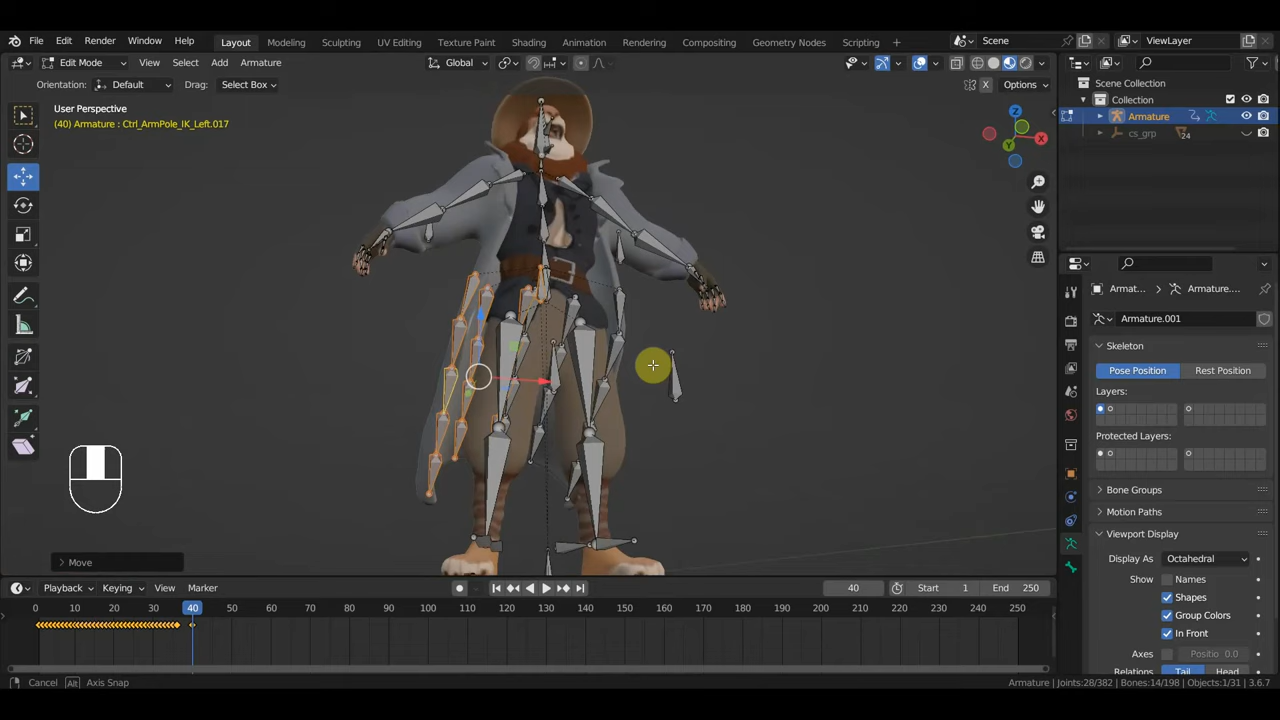 File Edit Render Window Help
Layout Modeling Sculpting UV Editing Texture Paint Shading Animation Rendering Compositing Geometry Nodes Scripting +
Scene ViewLayer
Edit Mode View Select Add Armature Global
Orientation: Default Drag: Select Box X Options
User Perspective
(40) Armature : Ctrl_ArmPole_IK_Left.017
Z
X
Y
Scene Collection
Collection
Armature
cs_grp 24
Armat... Armature....
Armature.001
Skeleton
Pose Position Rest Position
Layers:
Protected Layers:
Bone Groups
Motion Paths
Viewport Display
Display As Octahedral
Show Names
Shapes
Group Colors
In Front
Axes Positio 0.0
Relations Tail Head
Move
Playback Keying View Marker 40 Start 1 End 250
0 10 20 30 40 50 60 70 80 90 100 110 120 130 140 150 160 170 180 190 200 210 220 230 240 250
Cancel Alt Axis Snap Armature | Joints:28/382 | Bones:14/198 | Objects:1/31 | 3.6.7